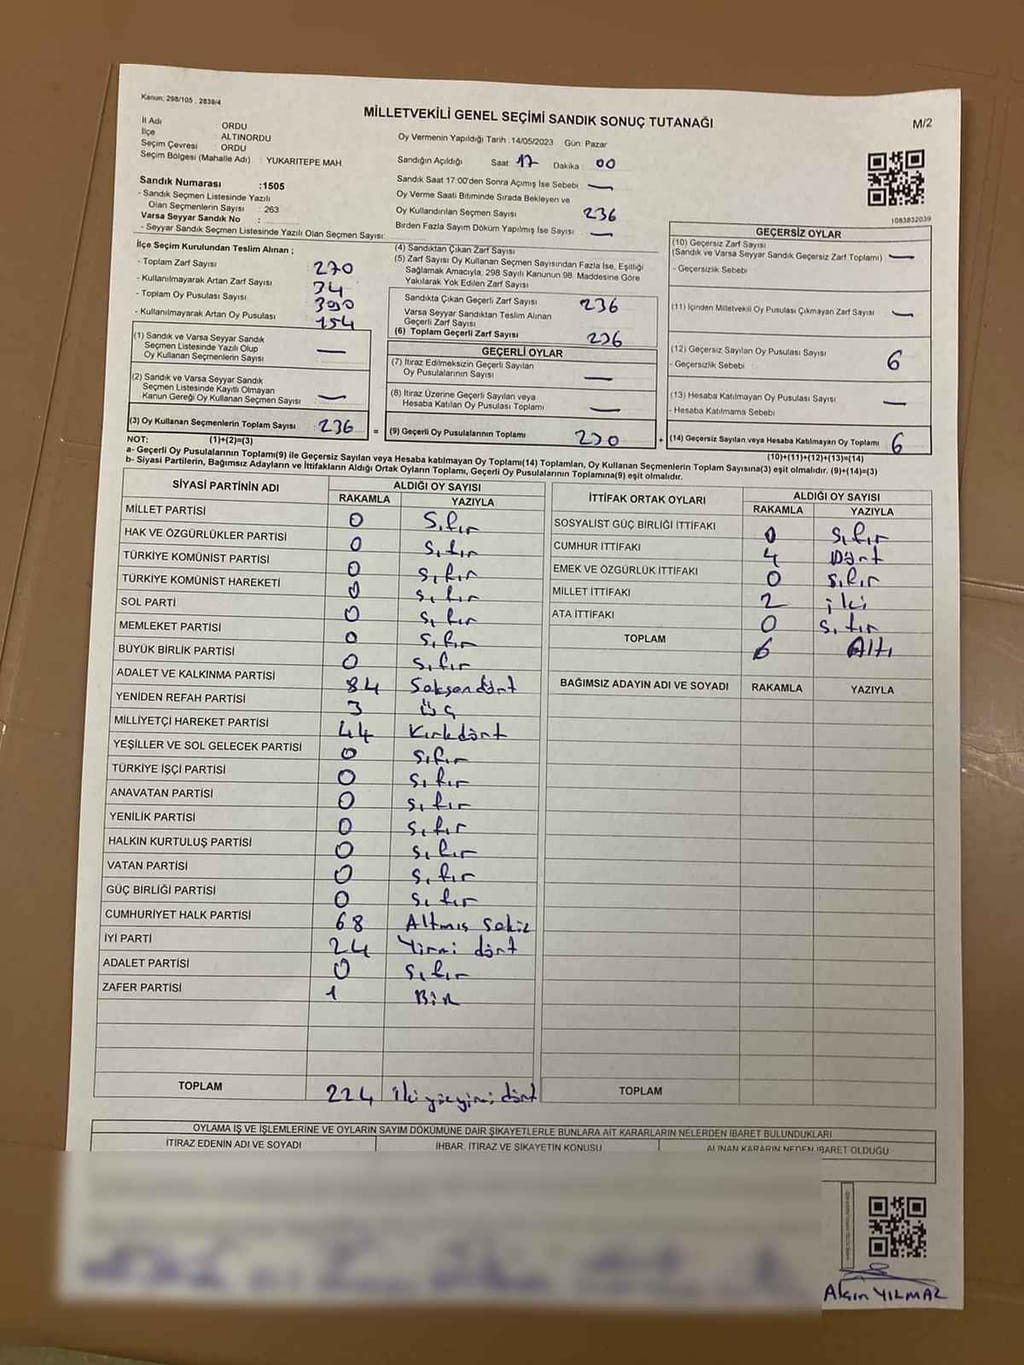 Kanun: 298/105 , 2839/4
MİLLETVEKİLİ GENEL SEÇİMİ SANDIK SONUÇ TUTANAĞI
M/2
İl Adı ORDU
İlçe ALTINORDU
Seçim Çevresi ORDU
Seçim Bölgesi (Mahalle Adı) YUKARITEPE MAH.
Sandık Numarası :1505
- Sandık Seçmen Listesinde Yazılı
Olan Seçmenlerin Sayısı : 263
Varsa Seyyar Sandık No :
- Seyyar Sandık Seçmen Listesinde Yazılı Olan Seçmen Sayısı:
Oy Vermenin Yapıldığı Tarih :14/05/2023 Gün: Pazar
Sandığın Açıldığı Saat 17 Dakika 00
Sandık Saat 17:00'den Sonra Açımış İse Sebebi —
Oy Verme Saati Bitiminde Sırada Bekleyen ve
Oy Kullandırılan Seçmen Sayısı 236
Birden Fazla Sayım Döküm Yapılmış İse Sayısı —
1083832039
İlçe Seçim Kurulundan Teslim Alınan ;
- Toplam Zarf Sayısı 270
- Kullanılmayarak Artan Zarf Sayısı 34
- Toplam Oy Pusulası Sayısı 390
- Kullanılmayarak Artan Oy Pusulası 154
(1) Sandık ve Varsa Seyyar Sandık
Seçmen Listesinde Yazılı Olup
Oy Kullanan Seçmenlerin Sayısı —
(2) Sandık ve Varsa Seyyar Sandık
Seçmen Listesinde Kayıtlı Olmayan
Kanun Gereği Oy Kullanan Seçmen Sayısı —
(3) Oy Kullanan Seçmenlerin Toplam Sayısı 236 =
(4) Sandıktan Çıkan Zarf Sayısı
(5) Zarf Sayısı Oy Kullanan Seçmen Sayısından Fazla İse, Eşitliği
Sağlamak Amacıyla, 298 Sayılı Kanunun 98. Maddesine Göre
Yakılarak Yok Edilen Zarf Sayısı
Sandıkta Çıkan Geçerli Zarf Sayısı 236
Varsa Seyyar Sandıktan Teslim Alınan
Geçerli Zarf Sayısı
(6) Toplam Geçerli Zarf Sayısı 236
GEÇERLİ OYLAR
(7) İtiraz Edilmeksizin Geçerli Sayılan
Oy Pusulalarının Sayısı —
(8) İtiraz Üzerine Geçerli Sayılan veya
Hesaba Katılan Oy Pusulası Toplamı —
(9) Geçerli Oy Pusulalarının Toplamı 230 +
GEÇERSİZ OYLAR
(10) Geçersiz Zarf Sayısı
(Sandık ve Varsa Seyyar Sandık Geçersiz Zarf Toplamı) —
- Geçersizlik Sebebi
(11) İçinden Milletvekili Oy Pusulası Çıkmayan Zarf Sayısı —
(12) Geçersiz Sayılan Oy Pusulası Sayısı 6
- Geçersizlik Sebebi
(13) Hesaba Katılmayan Oy Pusulası Sayısı —
- Hesaba Katılmama Sebebi
(14) Geçersiz Sayılan veya Hesaba Katılmayan Oy Toplamı 6
NOT: (1)+(2)=(3) (10)+(11)+(12)+(13)=(14)
a- Geçerli Oy Pusulalarının Toplamı(9) ile Geçersiz Sayılan veya Hesaba katılmayan Oy Toplamı(14) Toplamları, Oy Kullanan Seçmenlerin Toplam Sayısına(3) eşit olmalıdır. (9)+(14)=(3)
b- Siyasi Partilerin, Bağımsız Adayların ve İttifakların Aldığı Ortak Oyların Toplamı, Geçerli Oy Pusulalarının Toplamına(9) eşit olmalıdır.
SİYASİ PARTİNİN ADI ALDIĞI OY SAYISI
RAKAMLA YAZIYLA
MİLLET PARTİSİ 0 Sıfır
HAK VE ÖZGÜRLÜKLER PARTİSİ 0 Sıfır
TÜRKİYE KOMÜNİST PARTİSİ 0 Sıfır
TÜRKİYE KOMÜNİST HAREKETİ 0 Sıfır
SOL PARTİ 0 Sıfır
MEMLEKET PARTİSİ 0 Sıfır
BÜYÜK BİRLİK PARTİSİ 0 Sıfır
ADALET VE KALKINMA PARTİSİ 84 Seksendört
YENİDEN REFAH PARTİSİ 3 üç
MİLLİYETÇİ HAREKET PARTİSİ 44 Kırkdört
YEŞİLLER VE SOL GELECEK PARTİSİ 0 Sıfır
TÜRKİYE İŞÇİ PARTİSİ 0 Sıfır
ANAVATAN PARTİSİ 0 Sıfır
YENİLİK PARTİSİ 0 Sıfır
HALKIN KURTULUŞ PARTİSİ 0 Sıfır
VATAN PARTİSİ 0 Sıfır
GÜÇ BİRLİĞİ PARTİSİ 0 Sıfır
CUMHURİYET HALK PARTİSİ 68 Altmış sekiz
İYİ PARTİ 24 Yirmi dört
ADALET PARTİSİ 0 Sıfır
ZAFER PARTİSİ 1 Bir
TOPLAM 224 ikiyüzyirmi dört
İTTİFAK ORTAK OYLARI ALDIĞI OY SAYISI
RAKAMLA YAZIYLA
SOSYALİST GÜÇ BİRLİĞİ İTTİFAKI 0 Sıfır
CUMHUR İTTİFAKI 4 Dört
EMEK VE ÖZGÜRLÜK İTTİFAKI 0 Sıfır
MİLLET İTTİFAKI 2 iki
ATA İTTİFAKI 0 Sıfır
TOPLAM 6 Altı
BAĞIMSIZ ADAYIN ADI VE SOYADI RAKAMLA YAZIYLA
TOPLAM
OYLAMA İŞ VE İŞLEMLERİNE VE OYLARIN SAYIM DÖKÜMÜNE DAİR ŞİKAYETLERLE BUNLARA AİT KARARLARIN NELERDEN İBARET BULUNDUKLARI
İTİRAZ EDENİN ADI VE SOYADI İHBAR, İTİRAZ VE ŞİKAYETİN KONUSU ALINAN KARARIN NEDEN İBARET OLDUĞU
YILMAZ